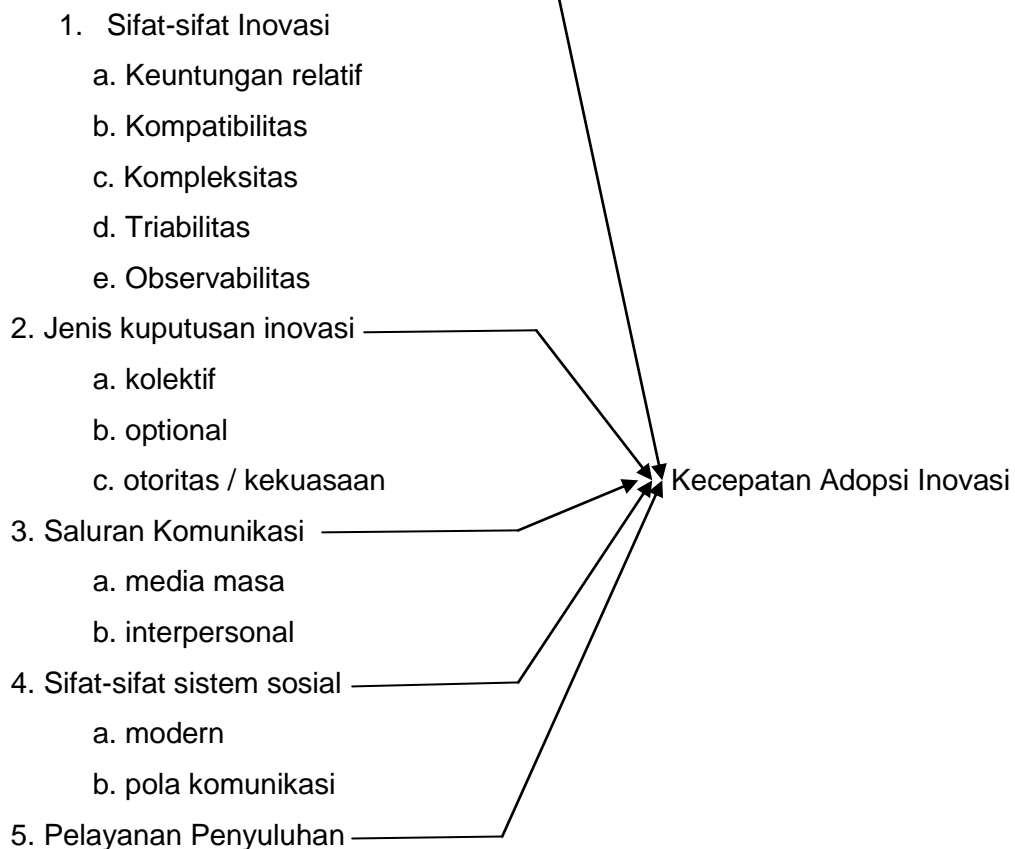 1. Sifat-sifat Inovasi
a. Keuntungan relatif
b. Kompatibilitas
c. Kompleksitas
d. Triabilitas
e. Observabilitas
2. Jenis kuputusan inovasi
a. kolektif
b. optional
c. otoritas / kekuasaan
Kecepatan Adopsi Inovasi
3. Saluran Komunikasi
a. media masa
b. interpersonal
4. Sifat-sifat sistem sosial
a. modern
b. pola komunikasi
5. Pelayanan Penyuluhan